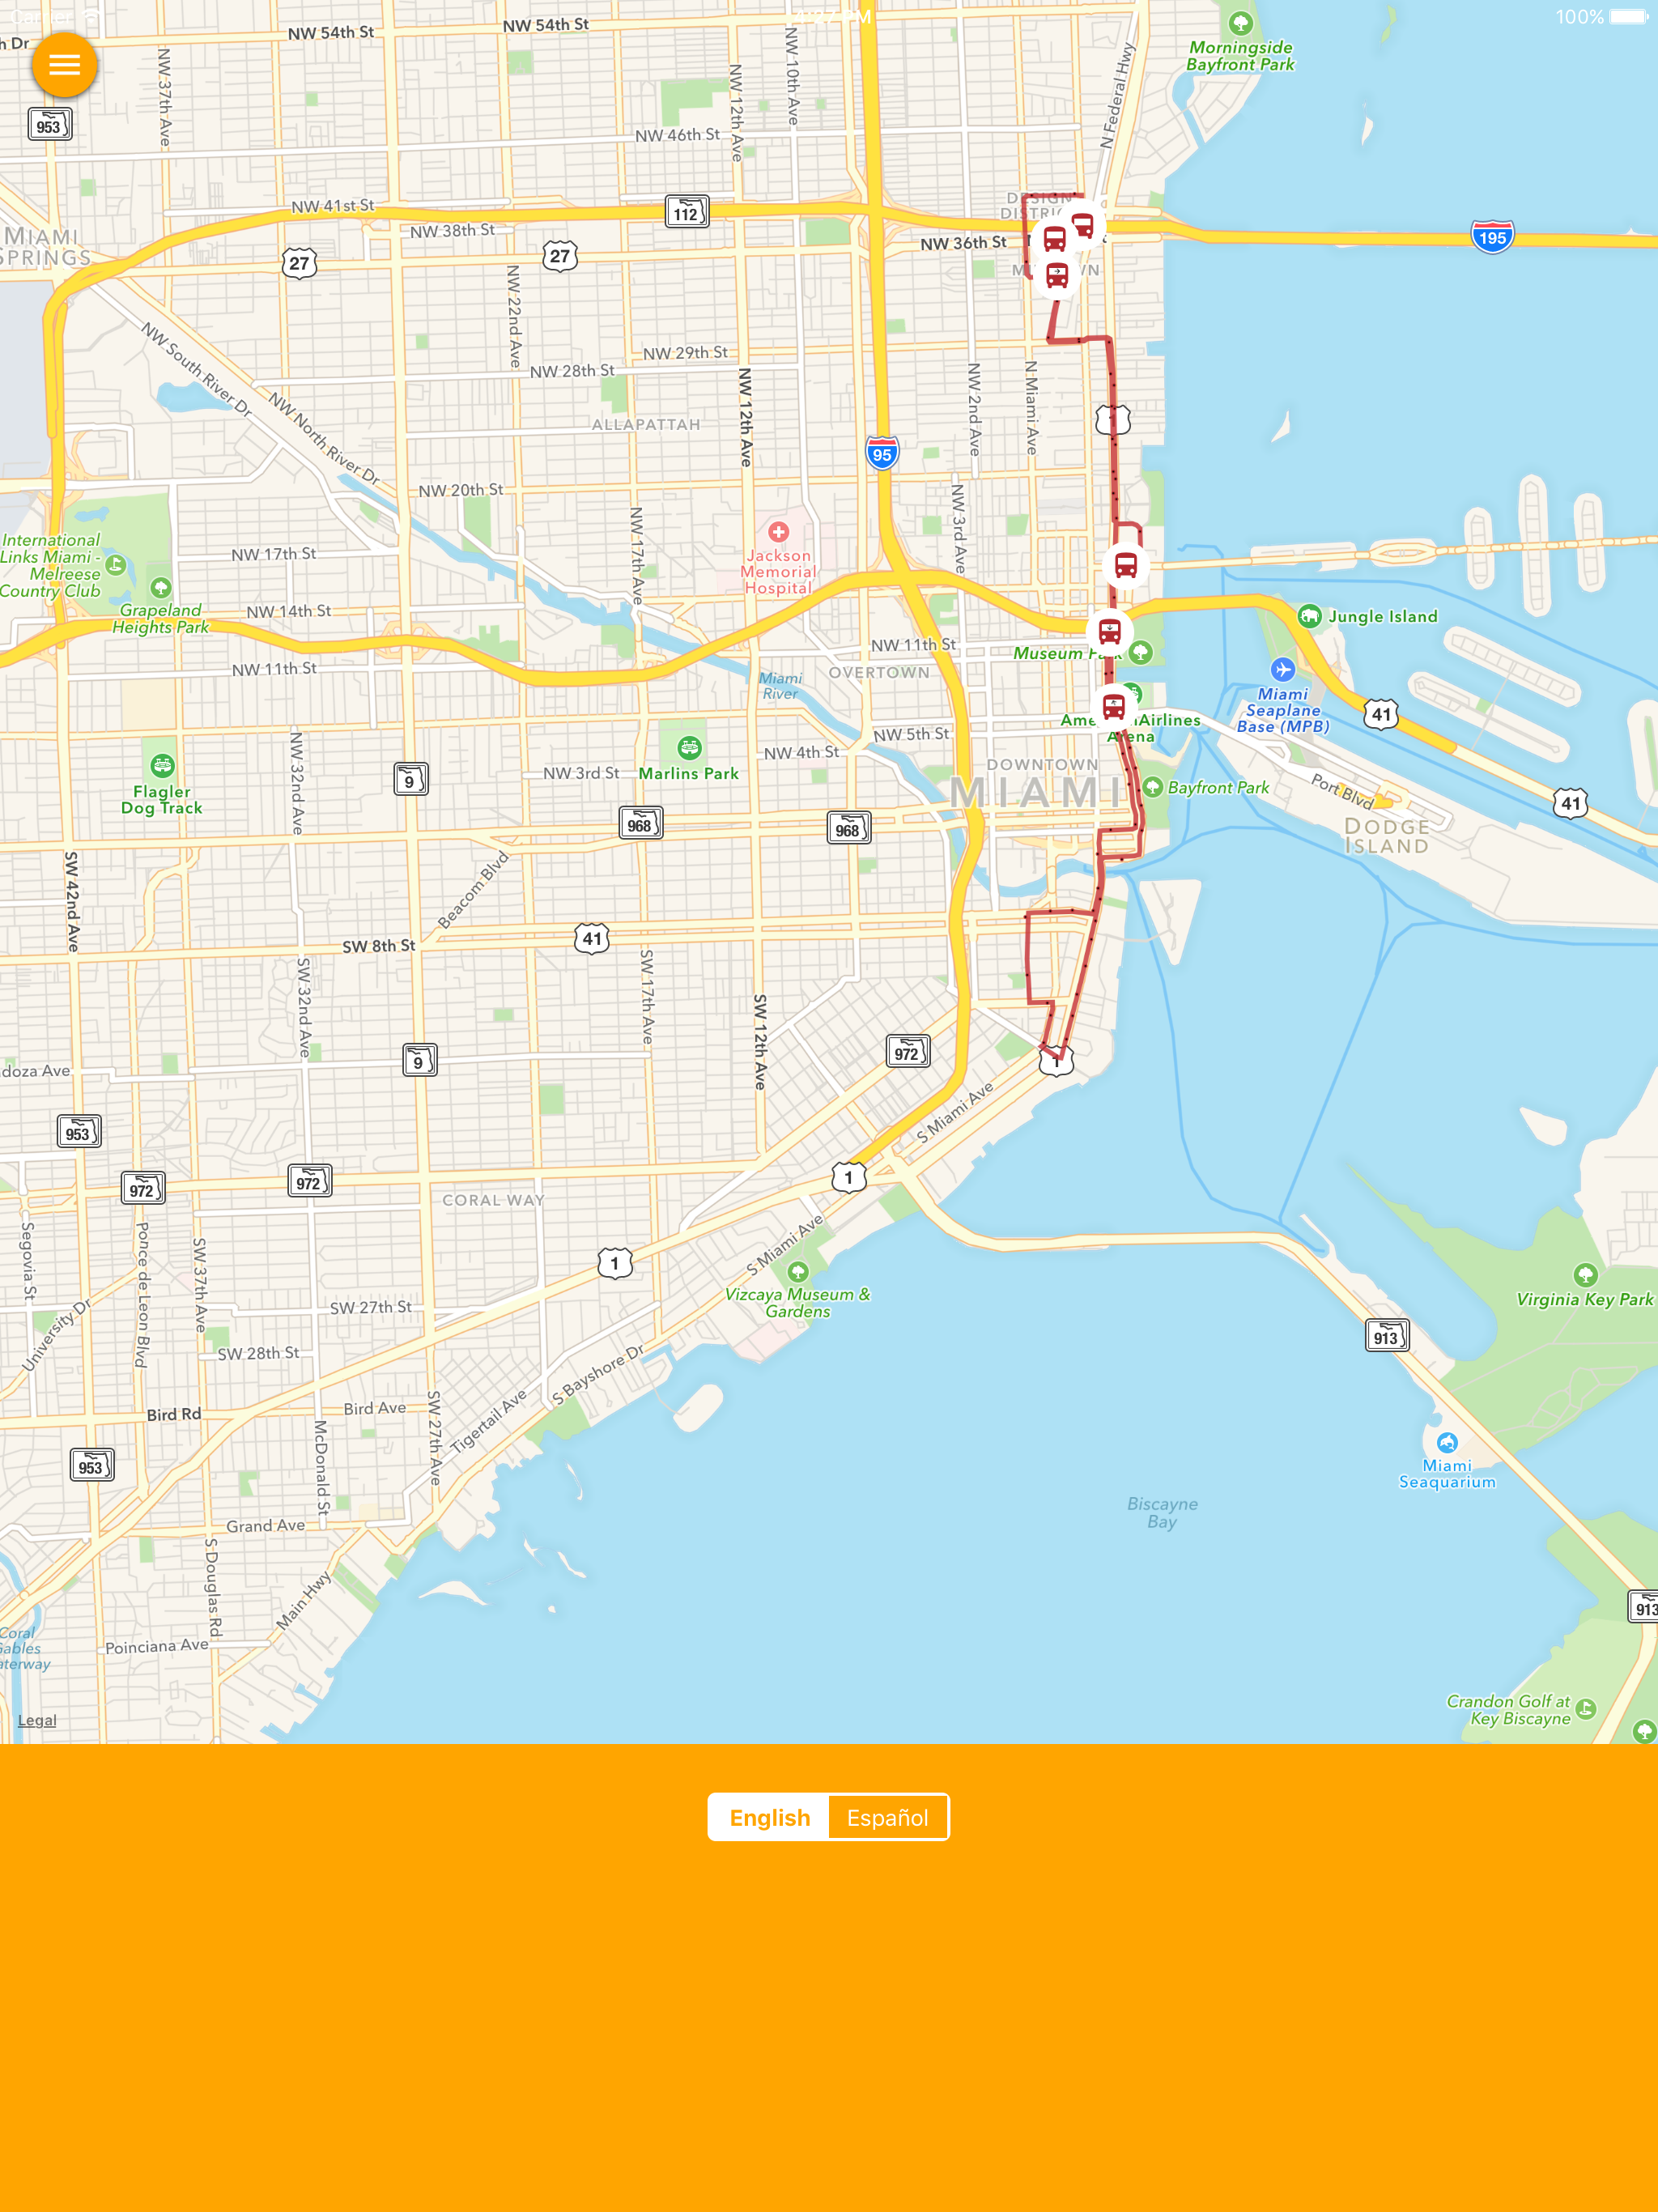 100%
NW 54th St
NW 54th St
h Dr
NW 37th Ave
NW 10th Ave
NW 12th Ave
N Federal Hwy
Morningside
Bayfront Park
953
NW 46th St
NW 41st St
112
NW 38th St
NW 36th St
DESIGN
MIAMI
SPRINGS
27
27
195
NW South River Dr
NW 22nd Ave
NW 29th St
NW 28th St
NW North River Dr
NW 12th Ave
NW 2nd Ave
N Miami Ave
ALLAPATTAH
95
NW 20th St
NW 17th Ave
NW 3rd Ave
International
Links Miami -
Melreese
Country Club
NW 17th St
Jackson
Memorial
Hospital
Grapeland
Heights Park
NW 14th St
Jungle Island
NW 11th St
NW 11th St
OVERTOWN
Museum
Miami
River
Miami
Seaplane
Base (MPB)
41
Airlines
Arena
NW 32nd Ave
NW 5th St
NW 4th St
NW 3rd St
Marlins Park
DOWNTOWN
MIAMI
Bayfront Park
Port Blvd
41
9
Flagler
Dog Track
968
968
DODGE
ISLAND
SW 42nd Ave
Beacom Blvd
SW 8th St
41
SW 32nd Ave
SW 17th Ave
SW 12th Ave
972
9
1
doza Ave
S Miami Ave
953
972
972
1
CORAL WAY
Segovia St
Ponce de Leon Blvd
SW 37th Ave
S Miami Ave
1
Vizcaya Museum &
Gardens
Virginia Key Park
University Dr
SW 27th St
913
SW 28th St
S Bayshore Dr
Bird Rd
Bird Ave
SW 27th Ave
Tigertail Ave
McDonald St
953
Miami
Seaquarium
Biscayne
Bay
Grand Ave
S Douglas Rd
Main Hwy
913
Coral
Gables
aterway
Poinciana Ave
Crandon Golf at
Key Biscayne
Legal
English
Español